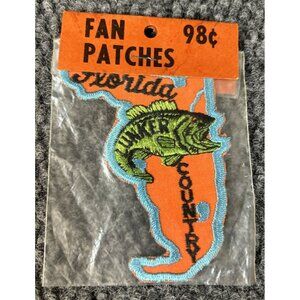 FAN 98¢
PATCHES
Florida
LUNKER
COUNTRY